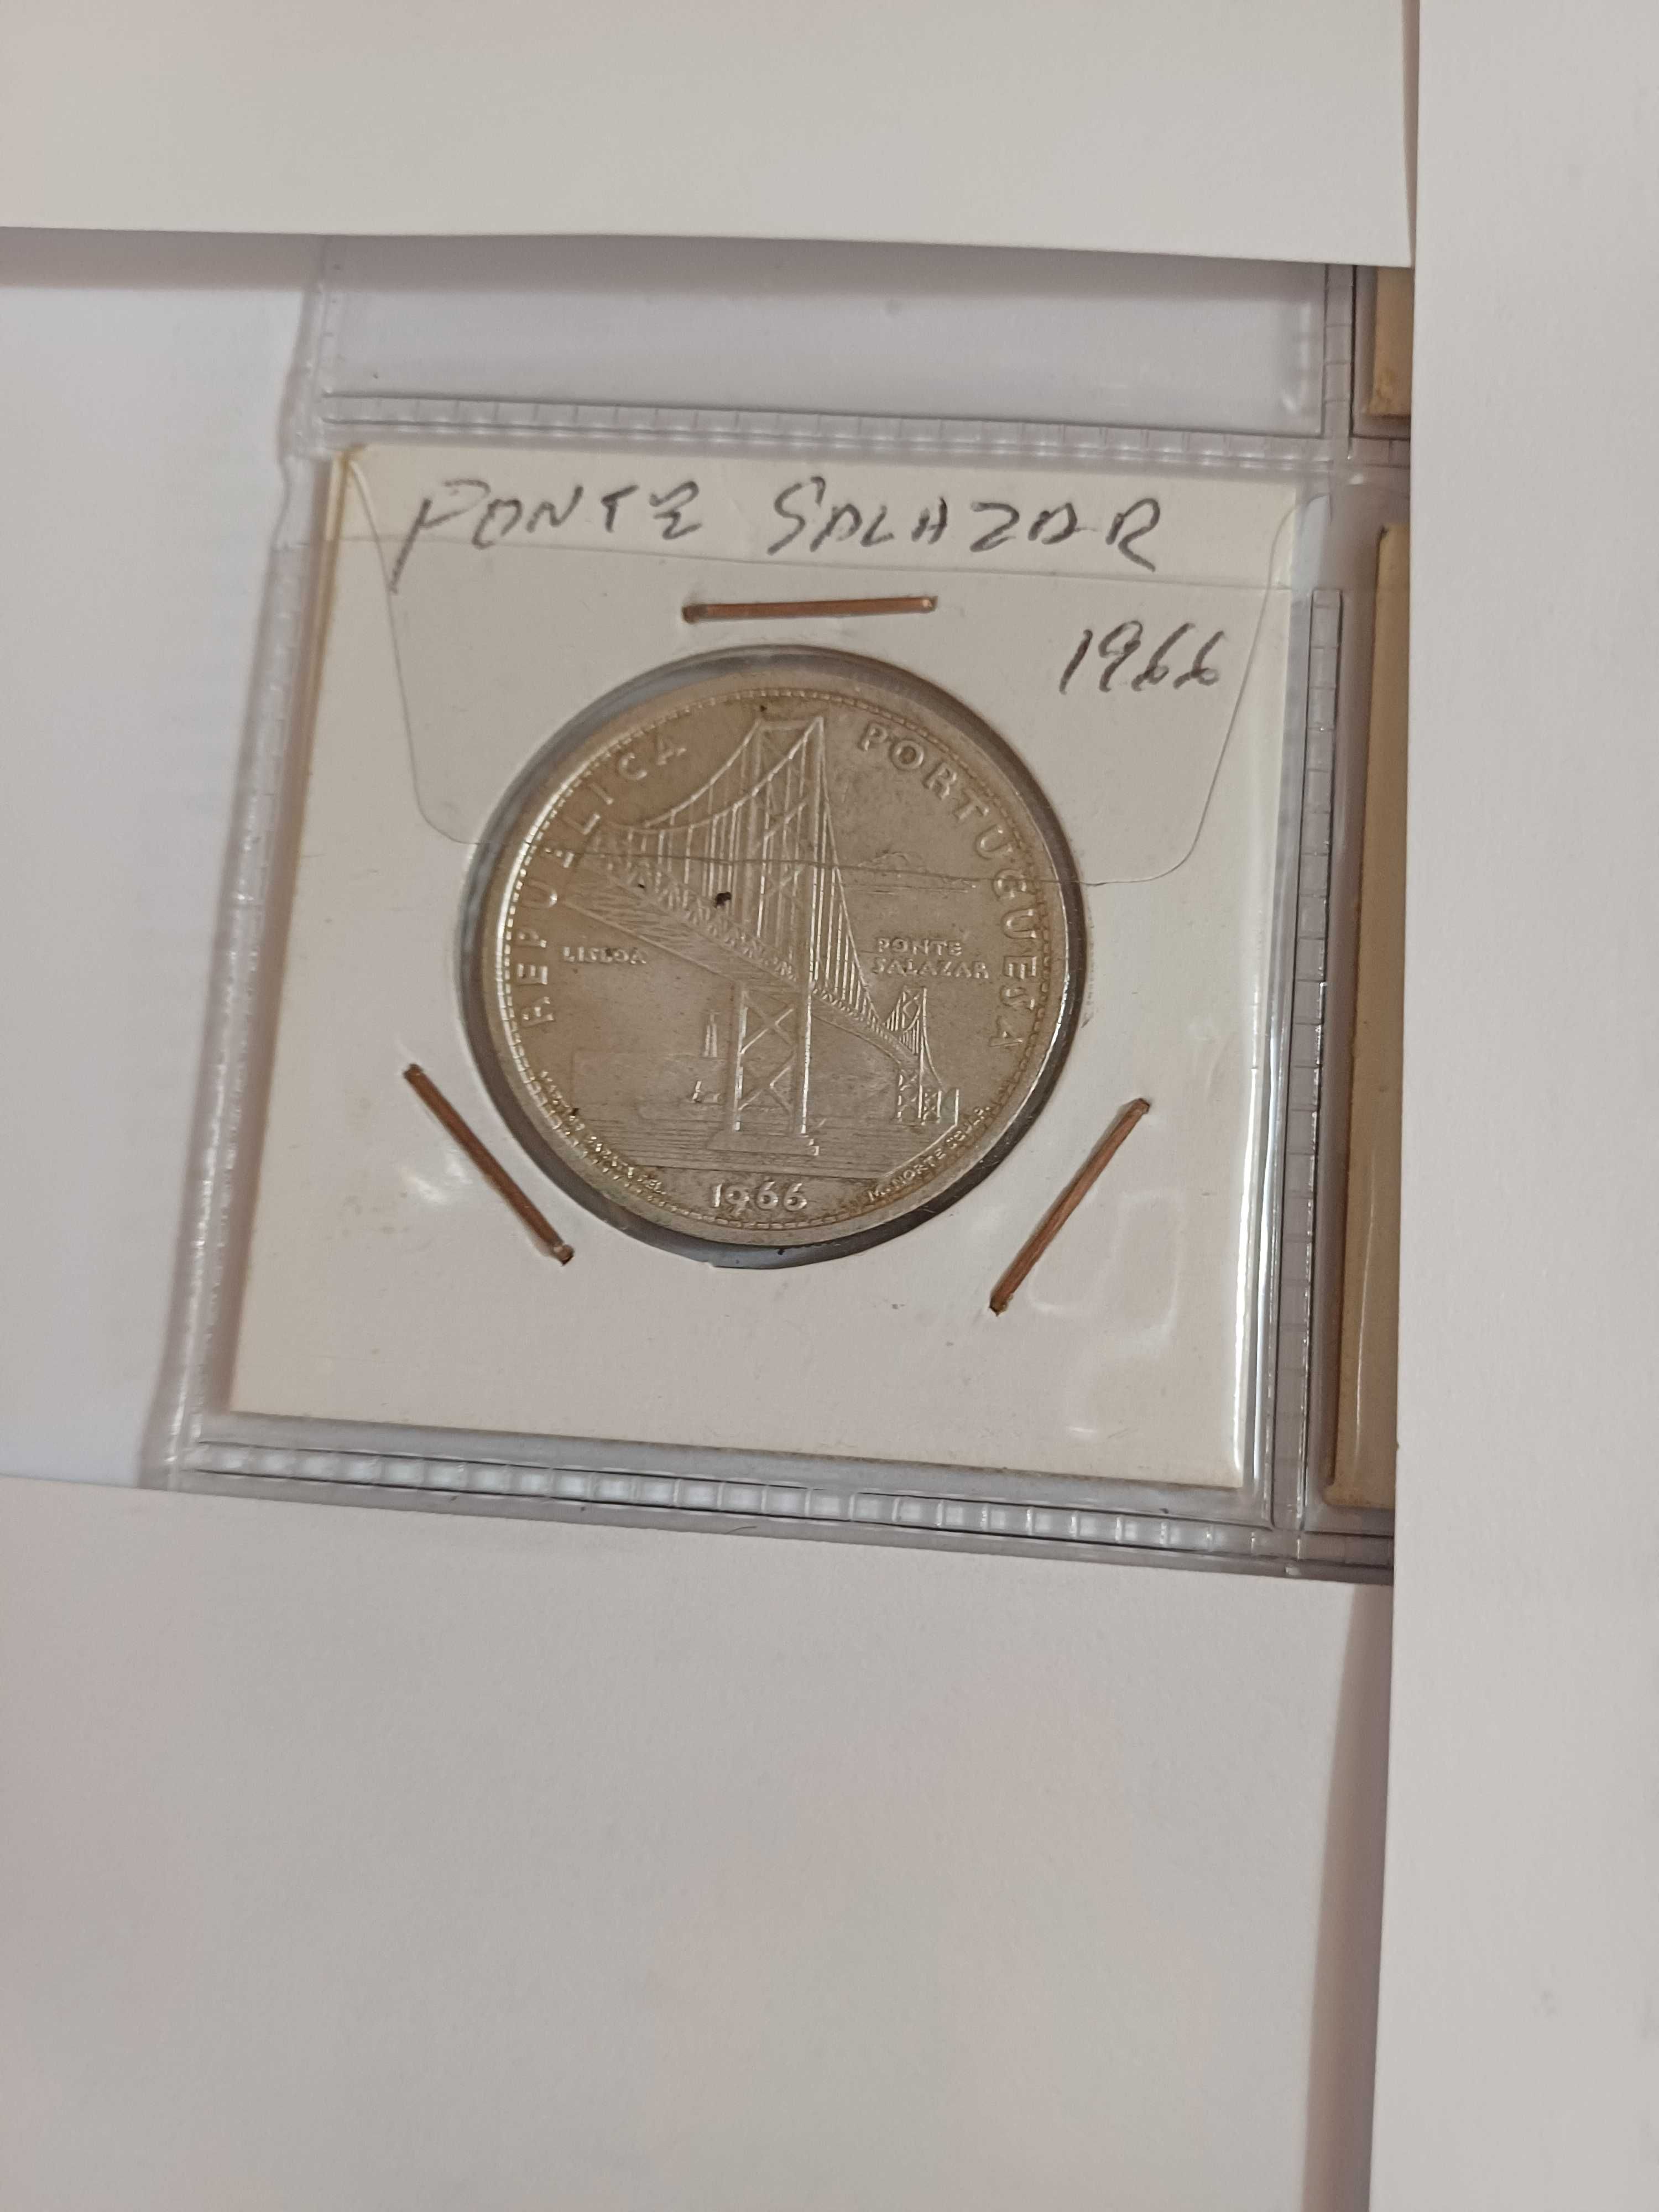 PONTE SALAZAR
1966
REPUBLICA PORTUGUESA
LISBOA
PONTE
SALAZAR
1966